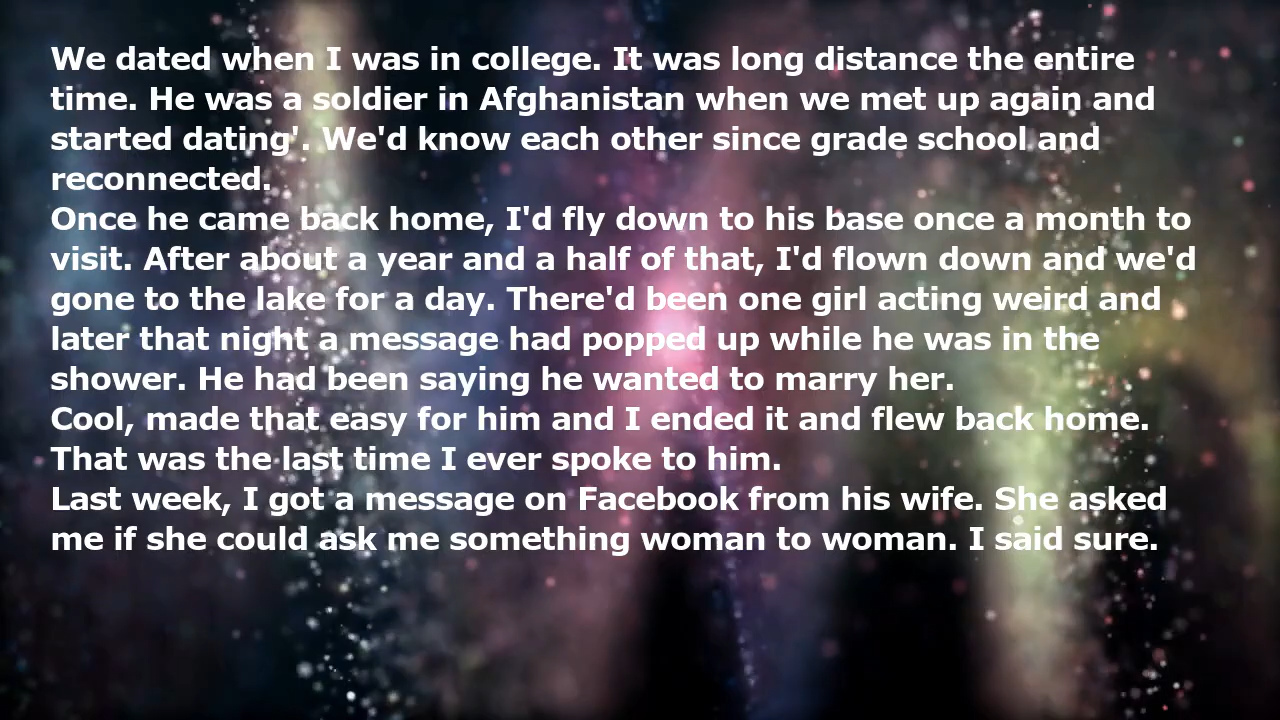 We dated when I was in college. It was long distance the entire
time. He was a soldier in Afghanistan when we met up again and
started dating'. We'd know each other since grade school and
reconnected.
Once he came back home, I'd fly down to his base once a month to
visit. After about a year and a half of that, I'd flown down and we'd
gone to the lake for a day. There'd been one girl acting weird and
later that night a message had popped up while he was in the
shower. He had been saying he wanted to marry her.
Cool, made that easy for him and I ended it and flew back home.
That was the last time I ever spoke to him.
Last week, I got a message on Facebook from his wife. She asked
me if she could ask me something woman to woman. I said sure.